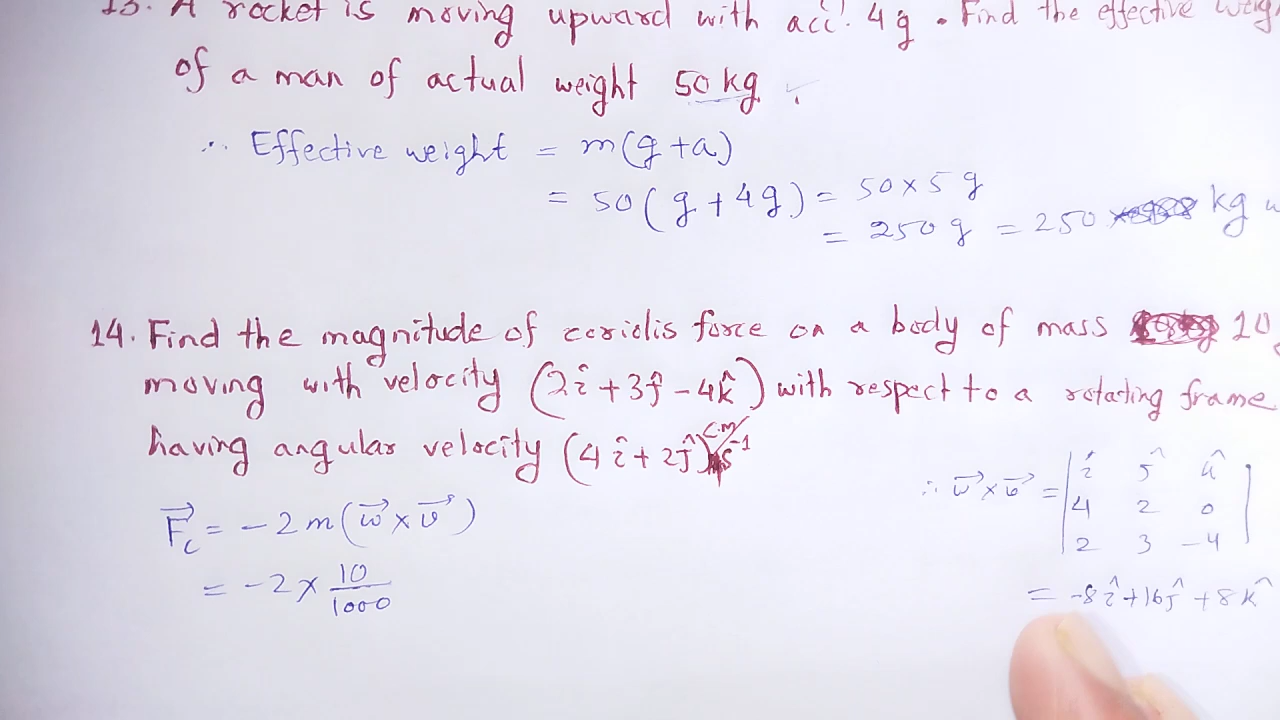 13. A rocket is moving upward with acc. 4g. Find the effective
of a man of actual weight 50 kg.
∴ Effective weight = m(g+a)
= 50(g+4g) = 50×5g
= 250g = 250 kg
14. Find the magnitude of coriolis force on a body of mass 10
moving with velocity (2î+3ĵ-4k̂) with respect to a rotating frame
having angular velocity (4î+2ĵ) s⁻¹
∴ ω⃗×v⃗ = | î ĵ k̂ |
4 2 0
2 3 -4
F⃗c = -2m(ω⃗×v⃗)
= -2× 10/1000
= -8î+16ĵ+8k̂